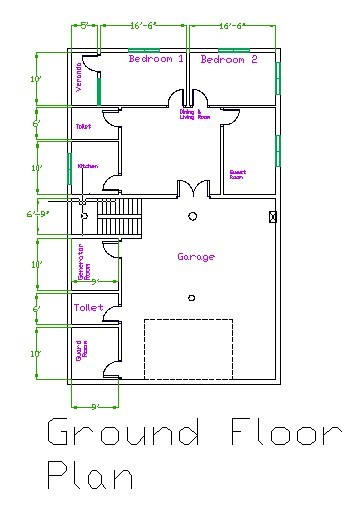 5'
16'-6"
16'-6"
10'
Veranda
Bedroom 1
Bedroom 2
6'
Toilet
Dining &
Living Room
10'
Kitchen
Guest
Room
6'-9"
10'
Generator
Room
9'
Garage
6'
Toilet
10'
Guard
Room
9'
Ground Floor
Plan